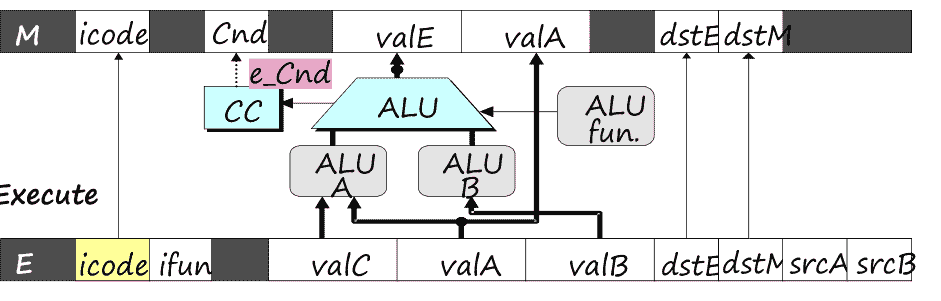 M icode Cnd valE valA dstE dstM
e_Cnd
CC
ALU
ALU
fun.
ALU
A
ALU
B
Execute
E icode ifun valC valA valB dstE dstM srcA srcB